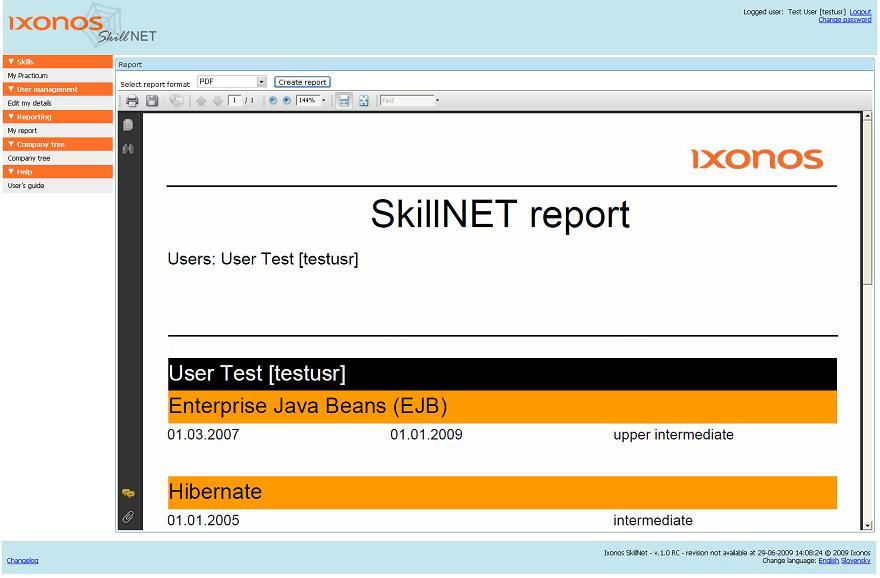 ixonos
SkillNET
Logged user: Test User [testusr] Logout
Change password
▼ Skills
My Practicum
▼ User management
Edit my details
▼ Reporting
My report
▼ Company tree
Company tree
▼ Help
User's guide
Report
Select report format PDF Create report
1 / 1 144% Find
ixonos
SkillNET report
Users: User Test [testusr]
User Test [testusr]
Enterprise Java Beans (EJB)
01.03.2007 01.01.2009 upper intermediate
Hibernate
01.01.2005 intermediate
Changelog
Ixonos SkillNet - v.1.0 RC - revision not available at 29-06-2009 14:08:24 © 2009 Ixonos
Change language: English Slovensky